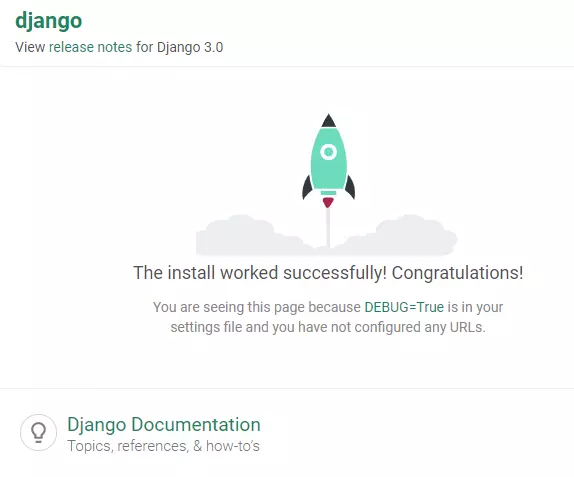 django
View release notes for Django 3.0
The install worked successfully! Congratulations!
You are seeing this page because DEBUG=True is in your
settings file and you have not configured any URLs.
Django Documentation
Topics, references, & how-to's